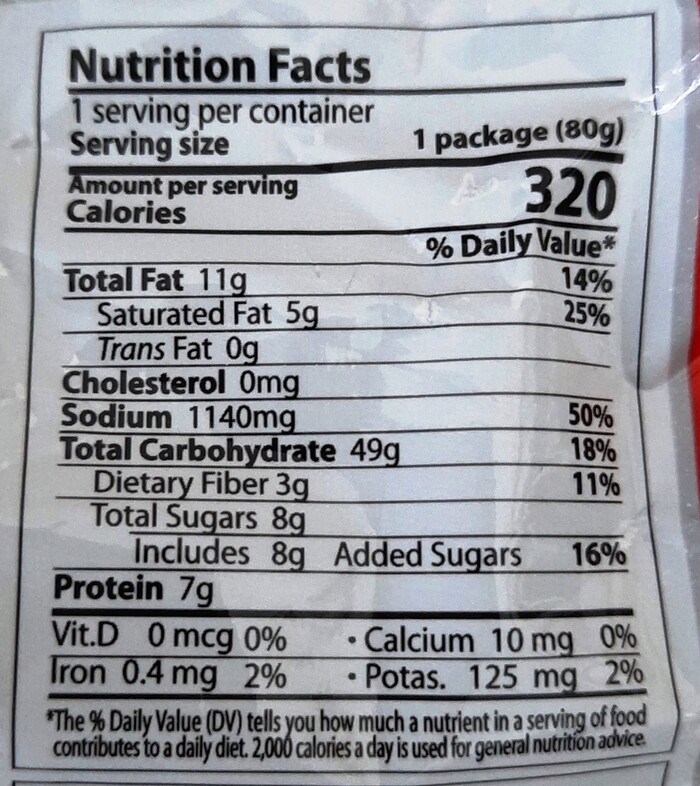 Nutrition Facts
1 serving per container
Serving size 1 package (80g)
Amount per serving
Calories 320
% Daily Value*
Total Fat 11g 14%
Saturated Fat 5g 25%
Trans Fat 0g
Cholesterol 0mg
Sodium 1140mg 50%
Total Carbohydrate 49g 18%
Dietary Fiber 3g 11%
Total Sugars 8g
Includes 8g Added Sugars 16%
Protein 7g
Vit.D 0 mcg 0% • Calcium 10 mg 0%
Iron 0.4 mg 2% • Potas. 125 mg 2%
*The % Daily Value (DV) tells you how much a nutrient in a serving of food
contributes to a daily diet. 2,000 calories a day is used for general nutrition advice.